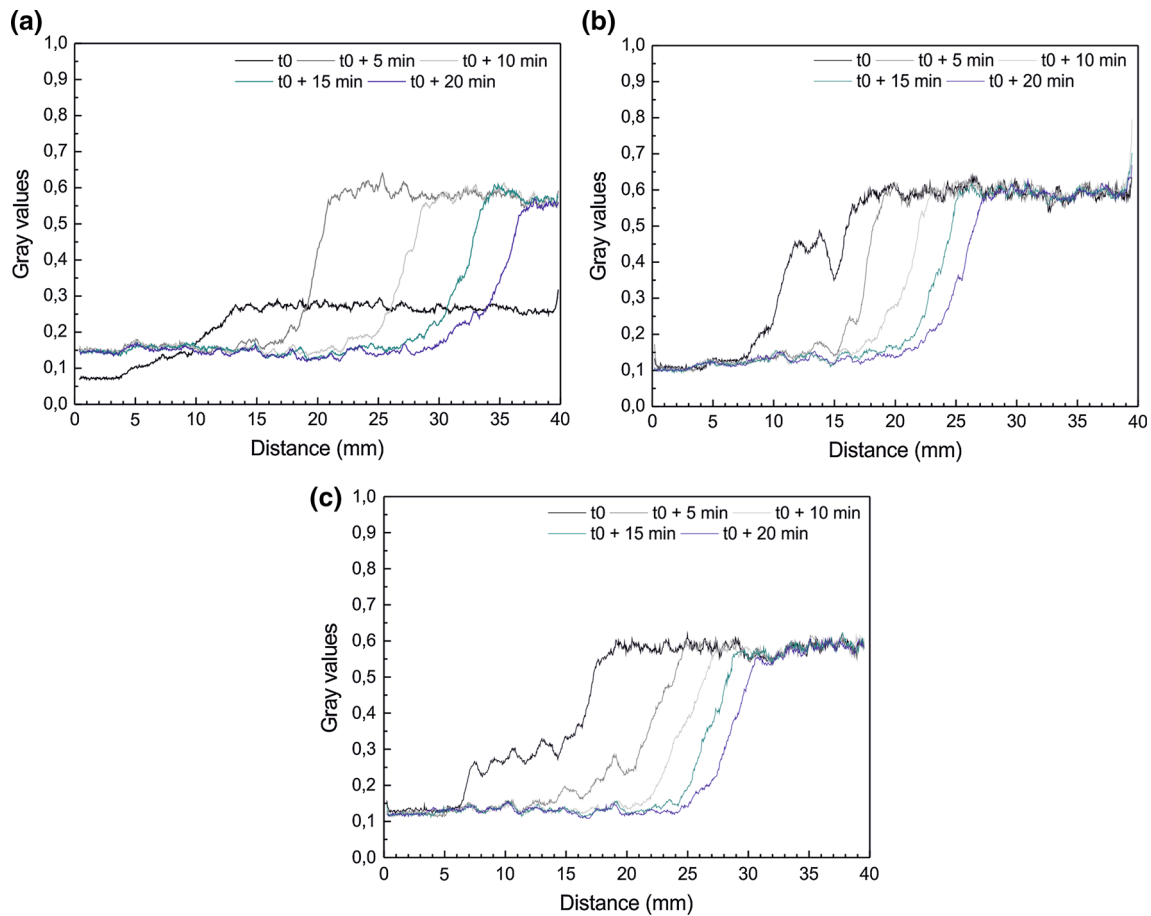 (a)
1,0
0,9
0,8
0,7
0,6
0,5
0,4
0,3
0,2
0,1
0,0
Gray values
t0 t0 + 5 min t0 + 10 min
t0 + 15 min t0 + 20 min
0 5 10 15 20 25 30 35 40
Distance (mm)
(b)
1,0
0,9
0,8
0,7
0,6
0,5
0,4
0,3
0,2
0,1
0,0
Gray values
t0 t0 + 5 min t0 + 10 min
t0 + 15 min t0 + 20 min
0 5 10 15 20 25 30 35 40
Distance (mm)
(c)
1,0
0,9
0,8
0,7
0,6
0,5
0,4
0,3
0,2
0,1
0,0
Gray values
t0 t0 + 5 min t0 + 10 min
t0 + 15 min t0 + 20 min
0 5 10 15 20 25 30 35 40
Distance (mm)